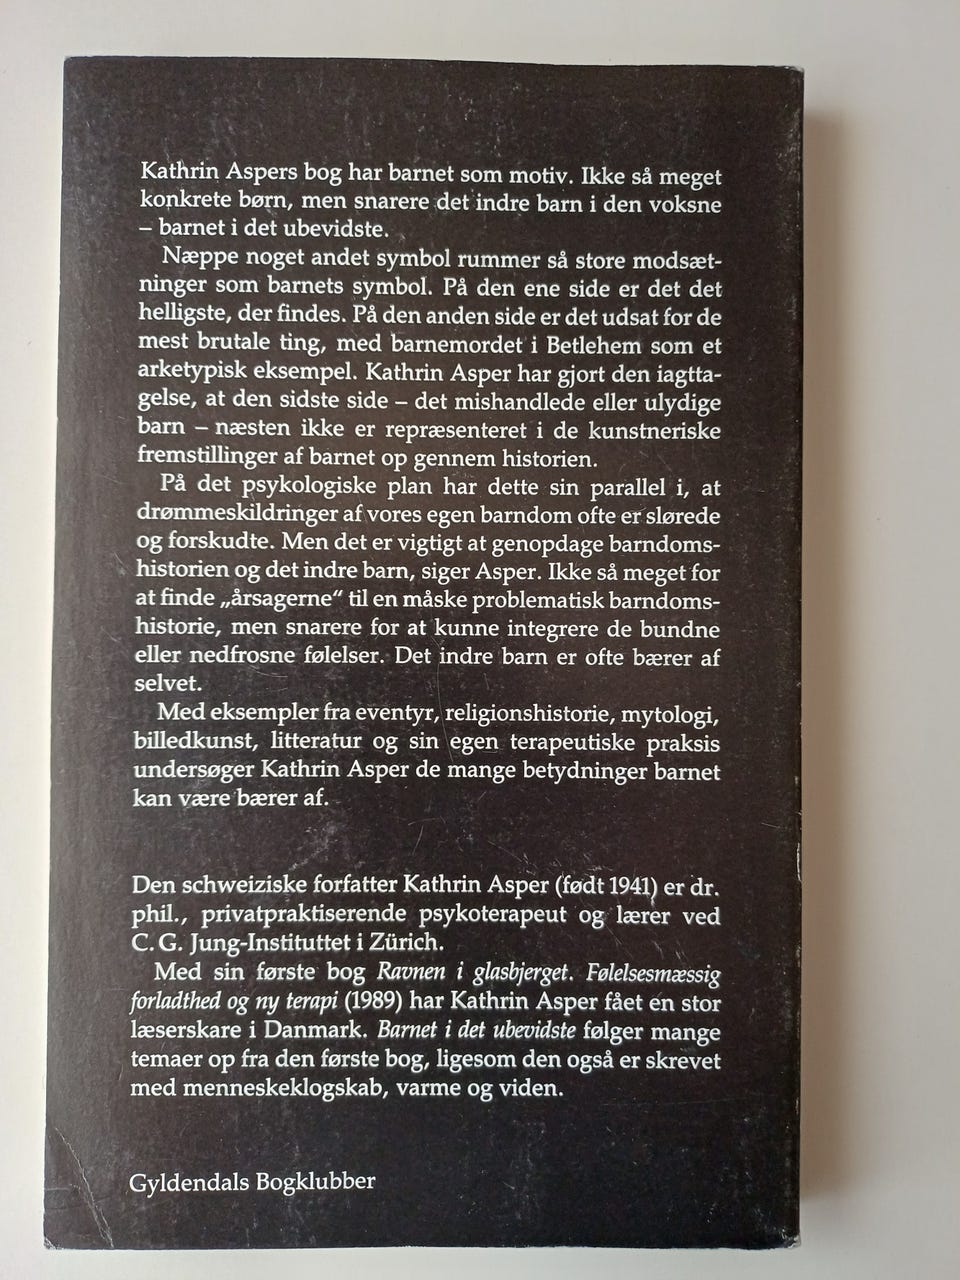 Kathrin Aspers bog har barnet som motiv. Ikke så meget
konkrete børn, men snarere det indre barn i den voksne
– barnet i det ubevidste.
Næppe noget andet symbol rummer så store modsæt-
ninger som barnets symbol. På den ene side er det det
helligste, der findes. På den anden side er det udsat for de
mest brutale ting, med barnemordet i Betlehem som et
arketypisk eksempel. Kathrin Asper har gjort den iagtta-
gelse, at den sidste side – det mishandlede eller ulydige
barn – næsten ikke er repræsenteret i de kunstneriske
fremstillinger af barnet op gennem historien.
På det psykologiske plan har dette sin parallel i, at
drømmeskildringer af vores egen barndom ofte er slørede
og forskudte. Men det er vigtigt at genopdage barndoms-
historien og det indre barn, siger Asper. Ikke så meget for
at finde „årsagerne“ til en måske problematisk barndoms-
historie, men snarere for at kunne integrere de bundne
eller nedfrosne følelser. Det indre barn er ofte bærer af
selvet.
Med eksempler fra eventyr, religionshistorie, mytologi,
billedkunst, litteratur og sin egen terapeutiske praksis
undersøger Kathrin Asper de mange betydninger barnet
kan være bærer af.
Den schweiziske forfatter Kathrin Asper (født 1941) er dr.
phil., privatpraktiserende psykoterapeut og lærer ved
C. G. Jung-Instituttet i Zürich.
Med sin første bog Ravnen i glasbjerget. Følelsesmæssig
forladthed og ny terapi (1989) har Kathrin Asper fået en stor
læserskare i Danmark. Barnet i det ubevidste følger mange
temaer op fra den første bog, ligesom den også er skrevet
med menneskeklogskab, varme og viden.
Gyldendals Bogklubber